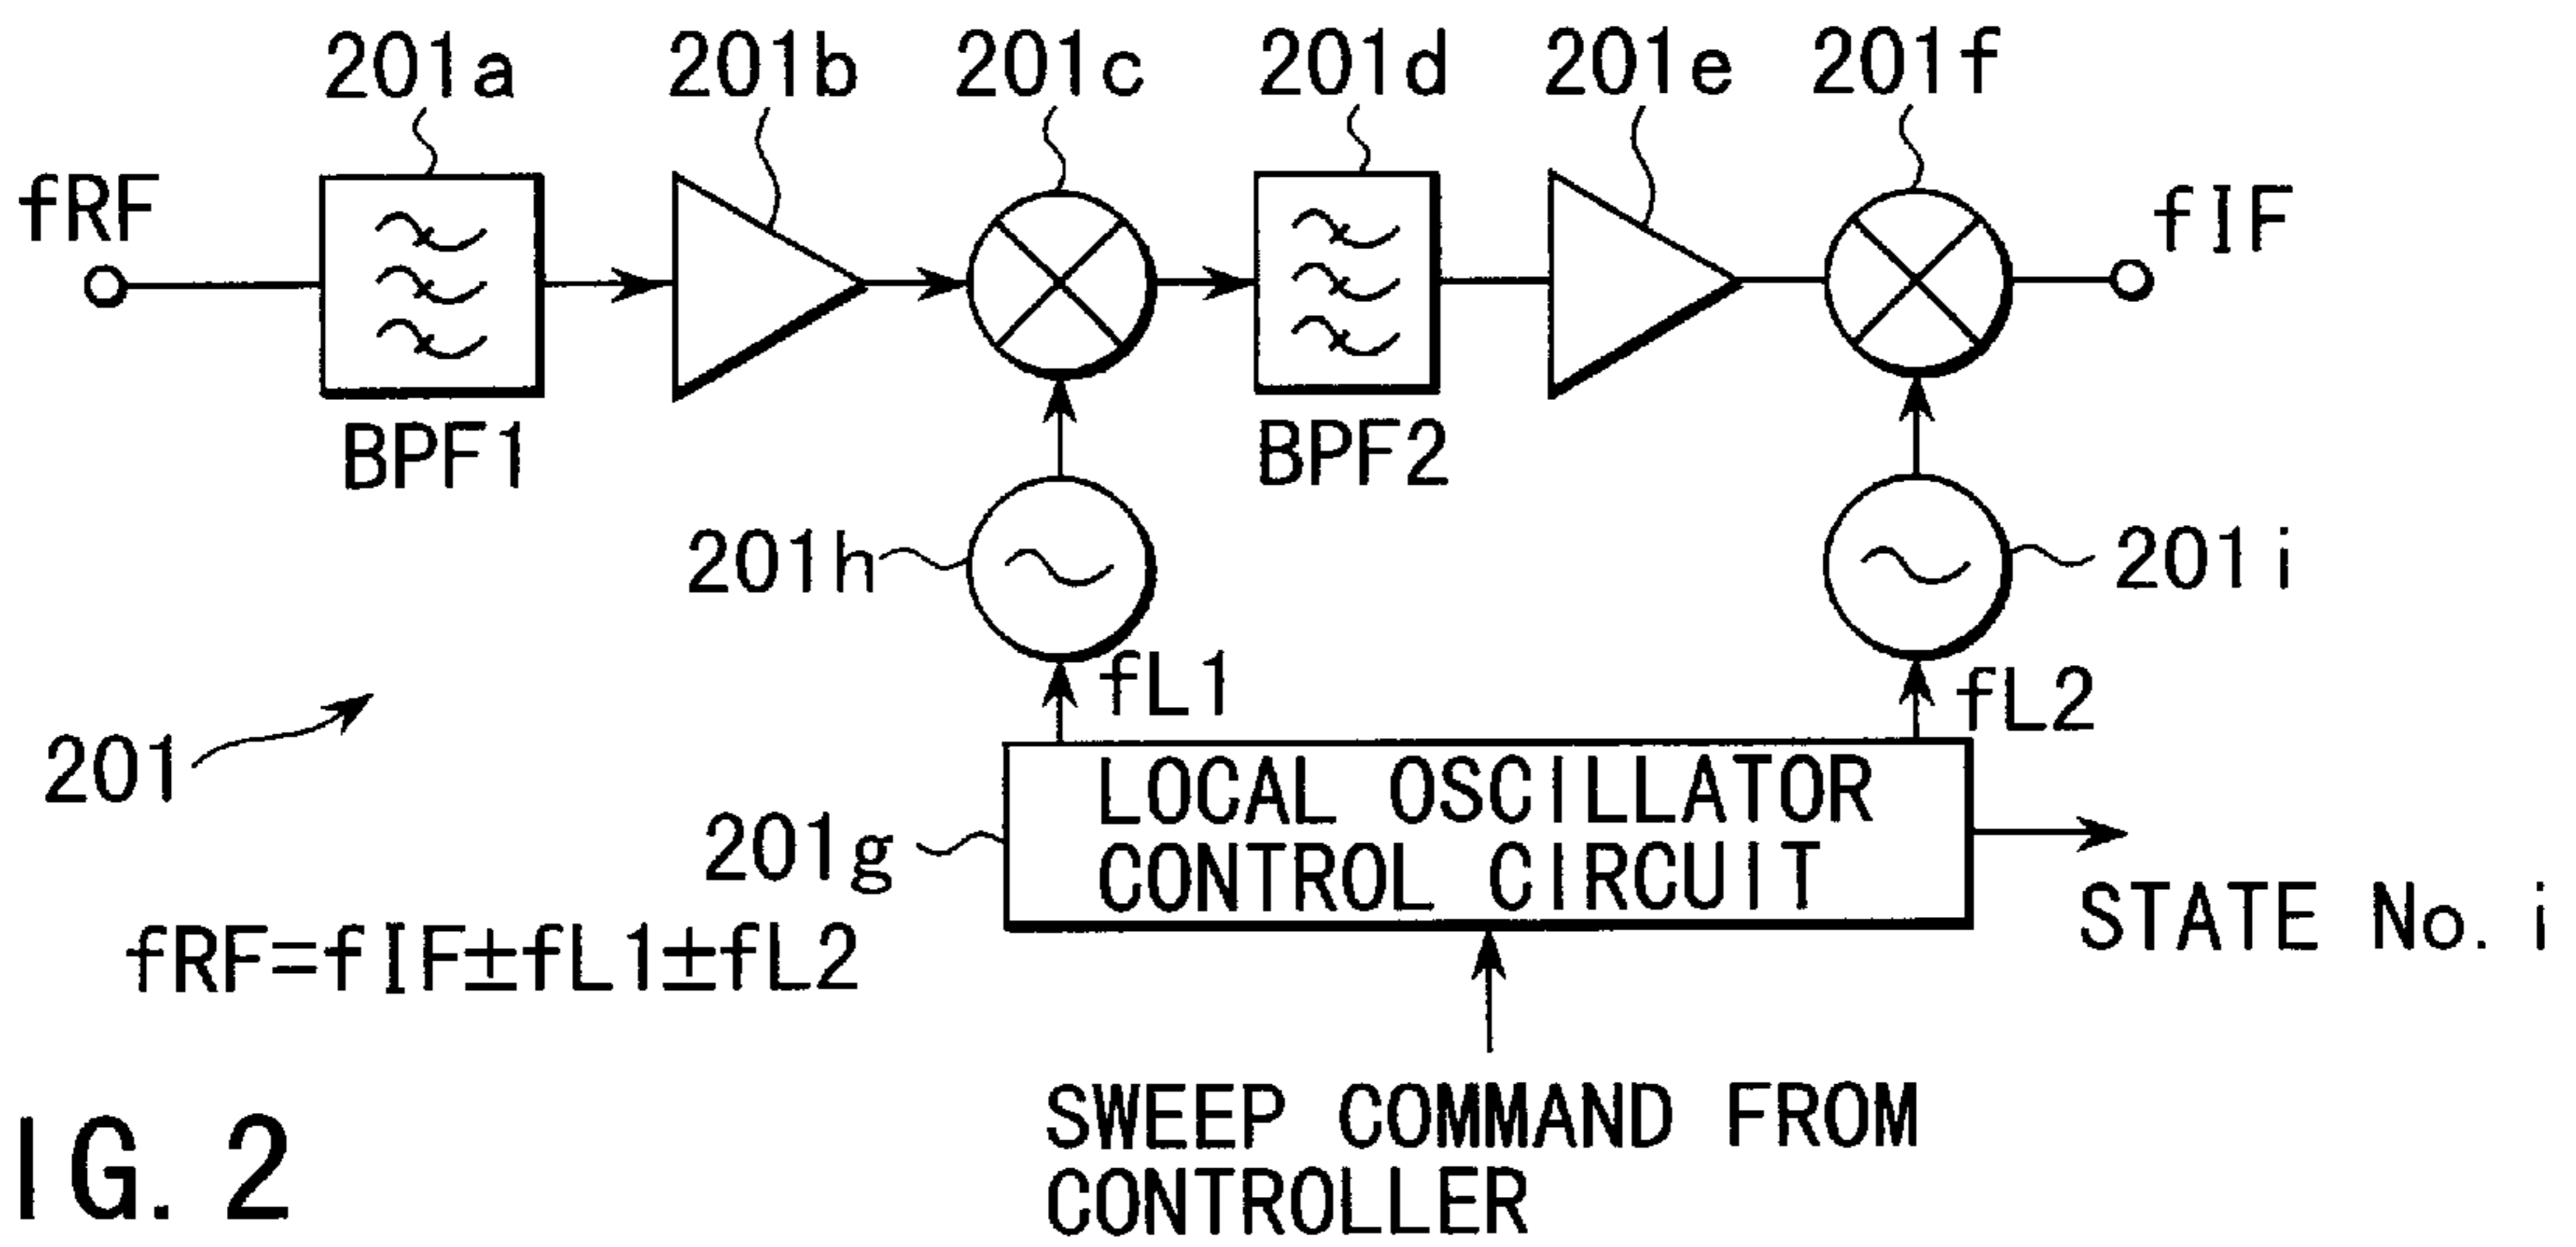 201a
201b
201c
201d
201e
201f
fRF
fIF
BPF1
BPF2
201h
201i
fL1
fL2
201
LOCAL OSCILLATOR
CONTROL CIRCUIT
201g
STATE No. i
fRF=fIF±fL1±fL2
SWEEP COMMAND FROM
CONTROLLER
IG. 2